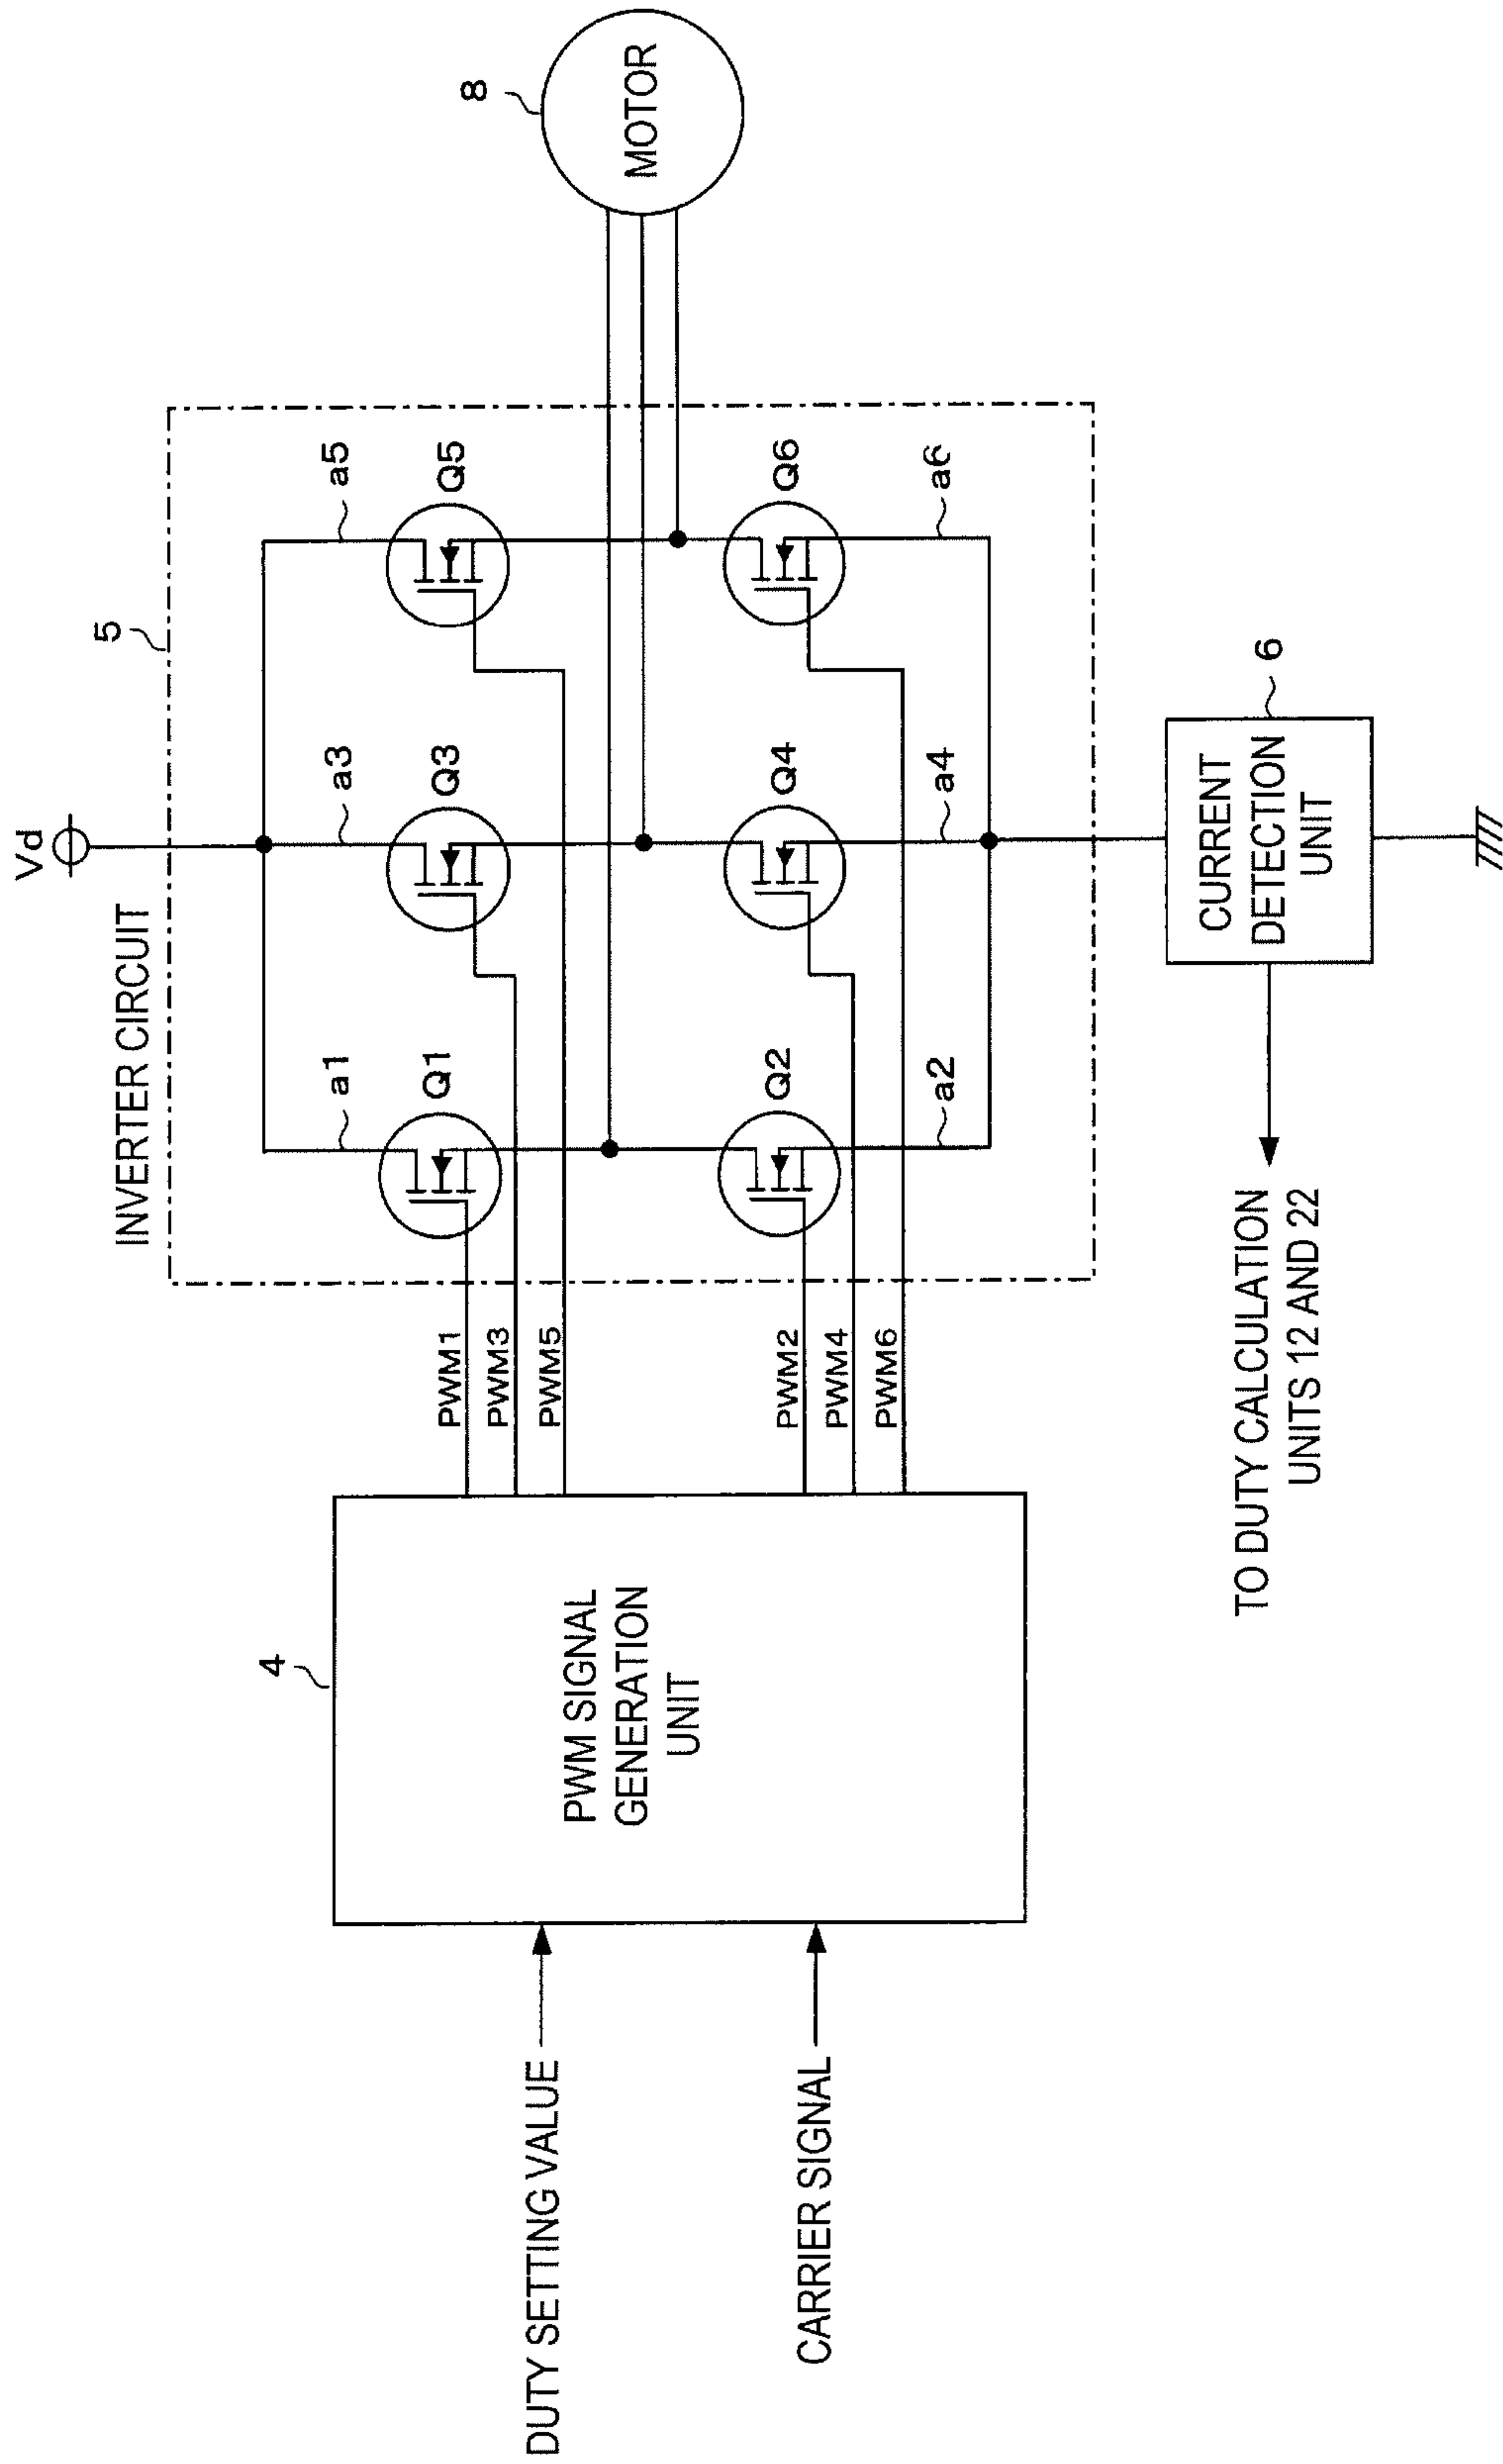 Vd
INVERTER CIRCUIT
5
a1
a3
a5
Q1
Q3
Q5
8
MOTOR
4
PWM SIGNAL
GENERATION
UNIT
DUTY SETTING VALUE
CARRIER SIGNAL
PWM1
PWM3
PWM5
PWM2
PWM4
PWM6
Q2
Q4
Q6
a2
a4
a6
6
CURRENT
DETECTION
UNIT
TO DUTY CALCULATION
UNITS 12 AND 22